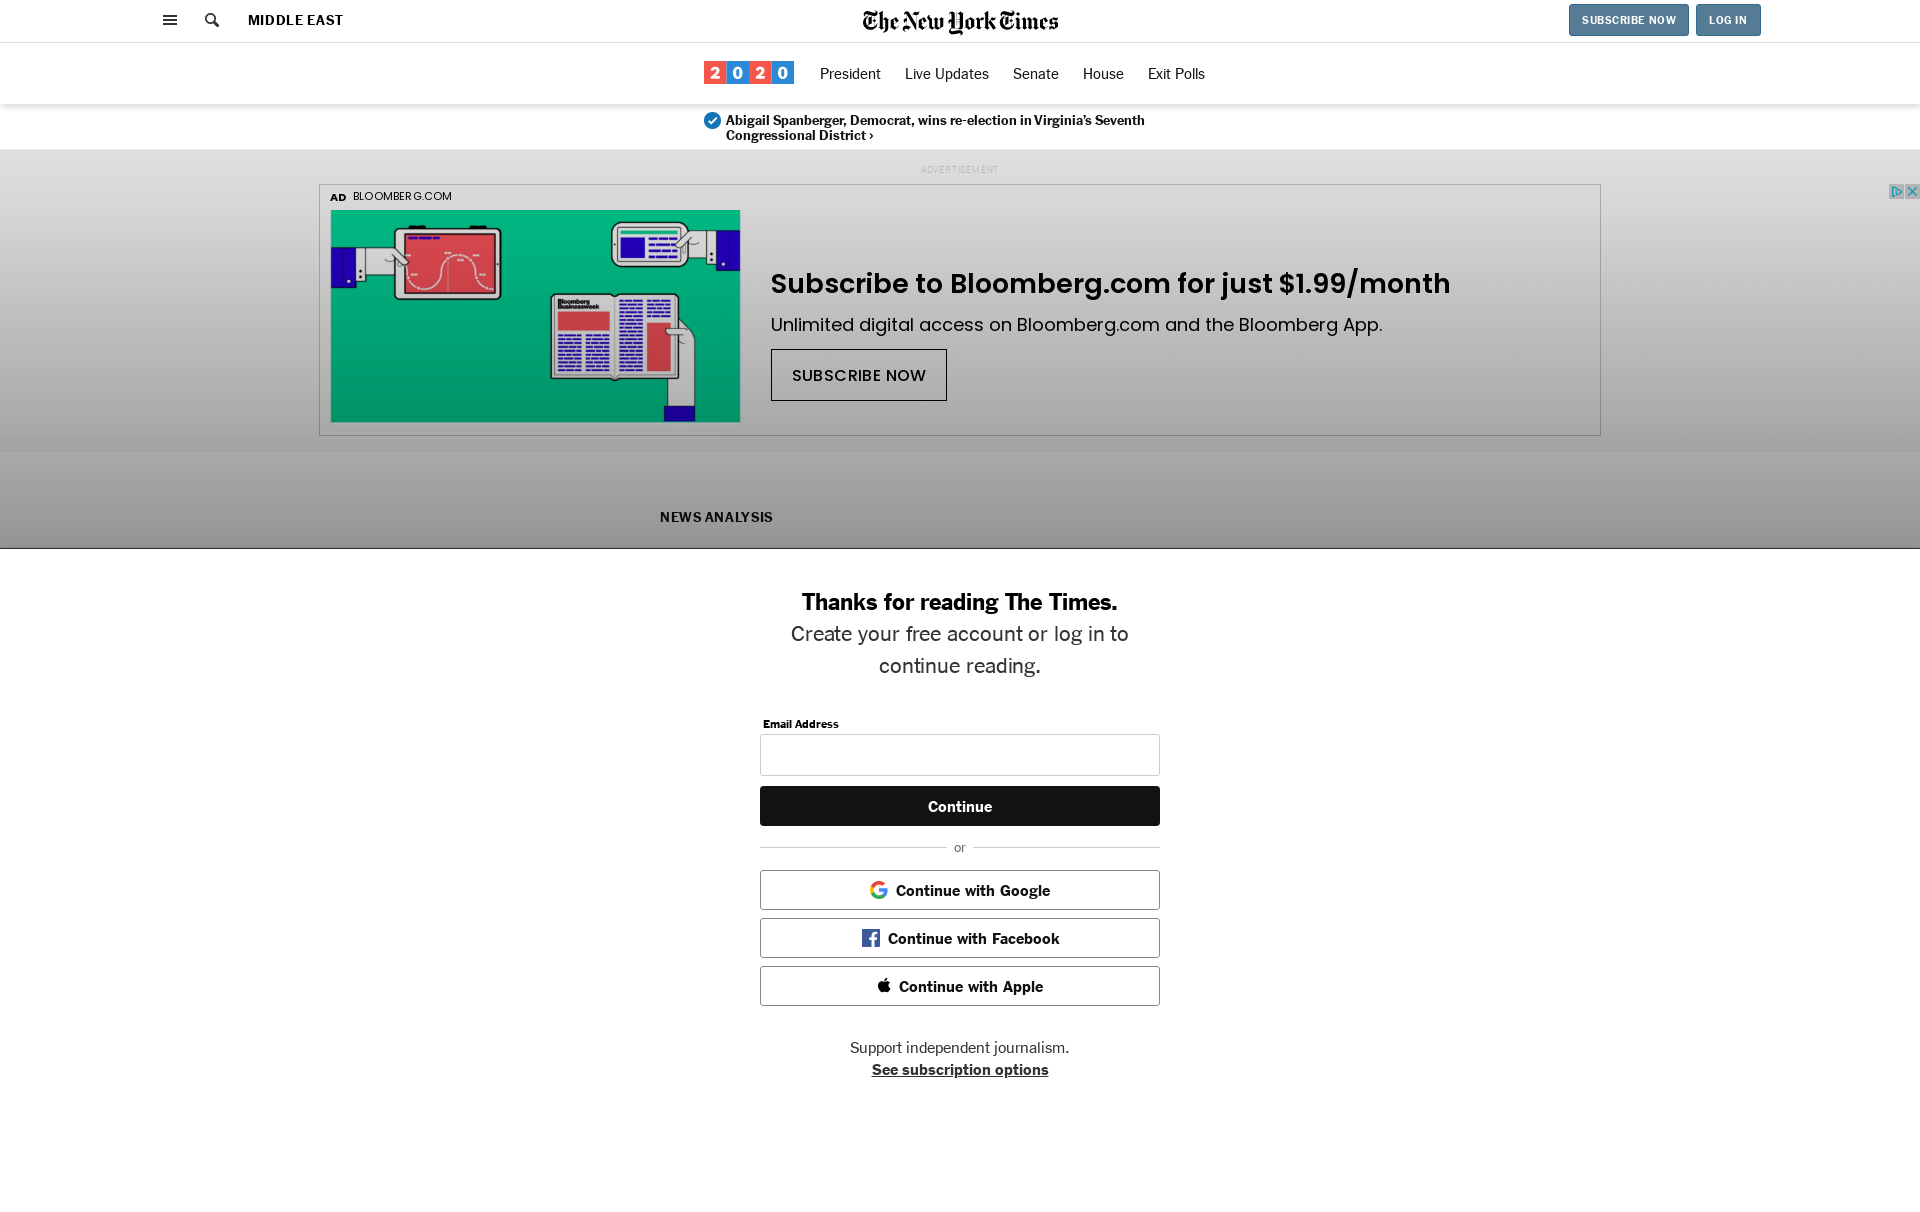 MIDDLE EAST
The New York Times
SUBSCRIBE NOW
LOG IN
2020
President
Live Updates
Senate
House
Exit Polls
Abigail Spanberger, Democrat, wins re-election in Virginia’s Seventh
Congressional District ›
ADVERTISEMENT
AD BLOOMBERG.COM
Bloomberg
Businessweek
Subscribe to Bloomberg.com for just $1.99/month
Unlimited digital access on Bloomberg.com and the Bloomberg App.
SUBSCRIBE NOW
NEWS ANALYSIS
Thanks for reading The Times.
Create your free account or log in to
continue reading.
Email Address
Continue
or
Continue with Google
Continue with Facebook
Continue with Apple
Support independent journalism.
See subscription options